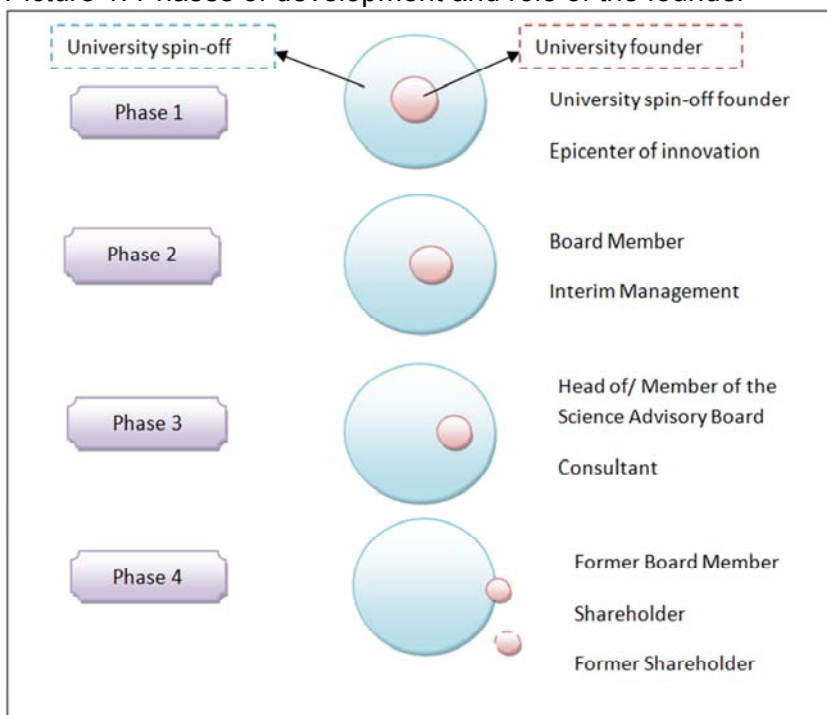 University spin-off
University founder
Phase 1
University spin-off founder
Epicenter of innovation
Phase 2
Board Member
Interim Management
Phase 3
Head of/ Member of the
Science Advisory Board
Consultant
Phase 4
Former Board Member
Shareholder
Former Shareholder